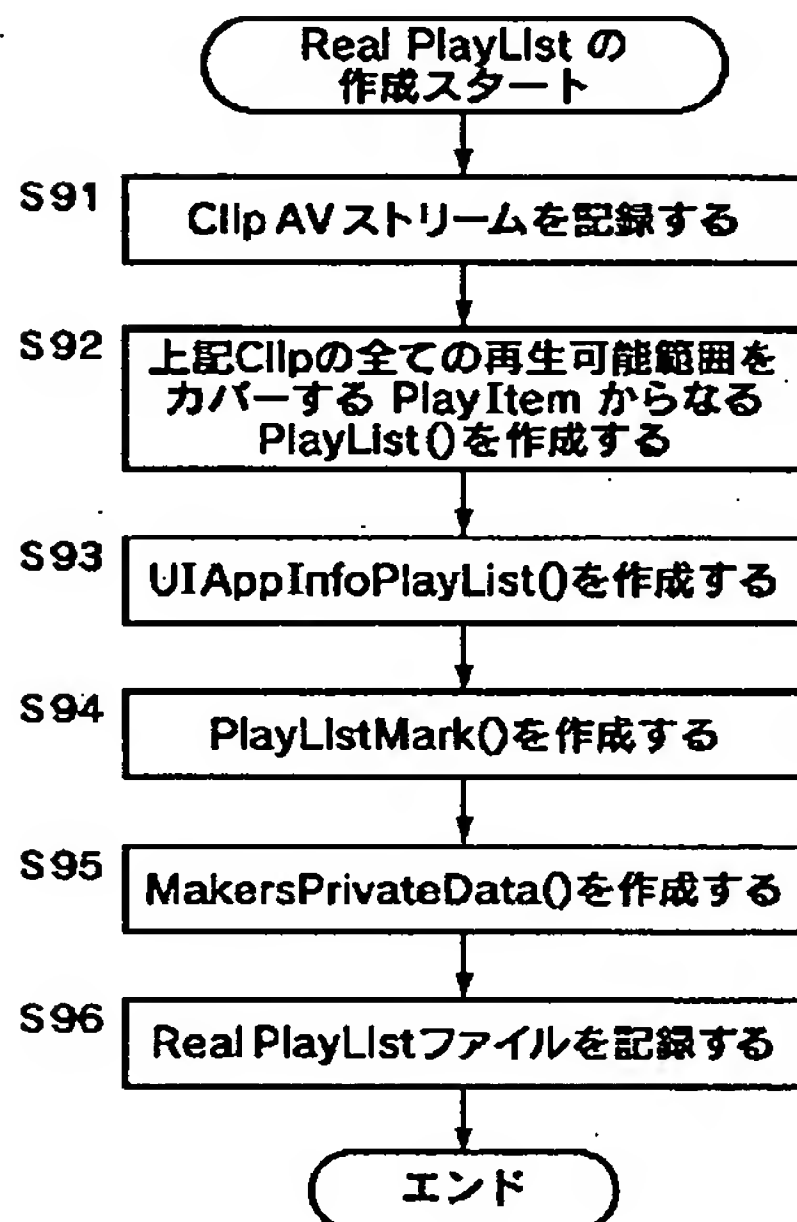 Real PlayList の
作成スタート
S91
Clip AVストリームを記録する
S92
上記Clipの全ての再生可能範囲を
カバーする PlayItem からなる
PlayList()を作成する
S93
UIAppInfoPlayList()を作成する
S94
PlayListMark()を作成する
S95
MakersPrivateData()を作成する
S96
Real PlayListファイルを記録する
エンド